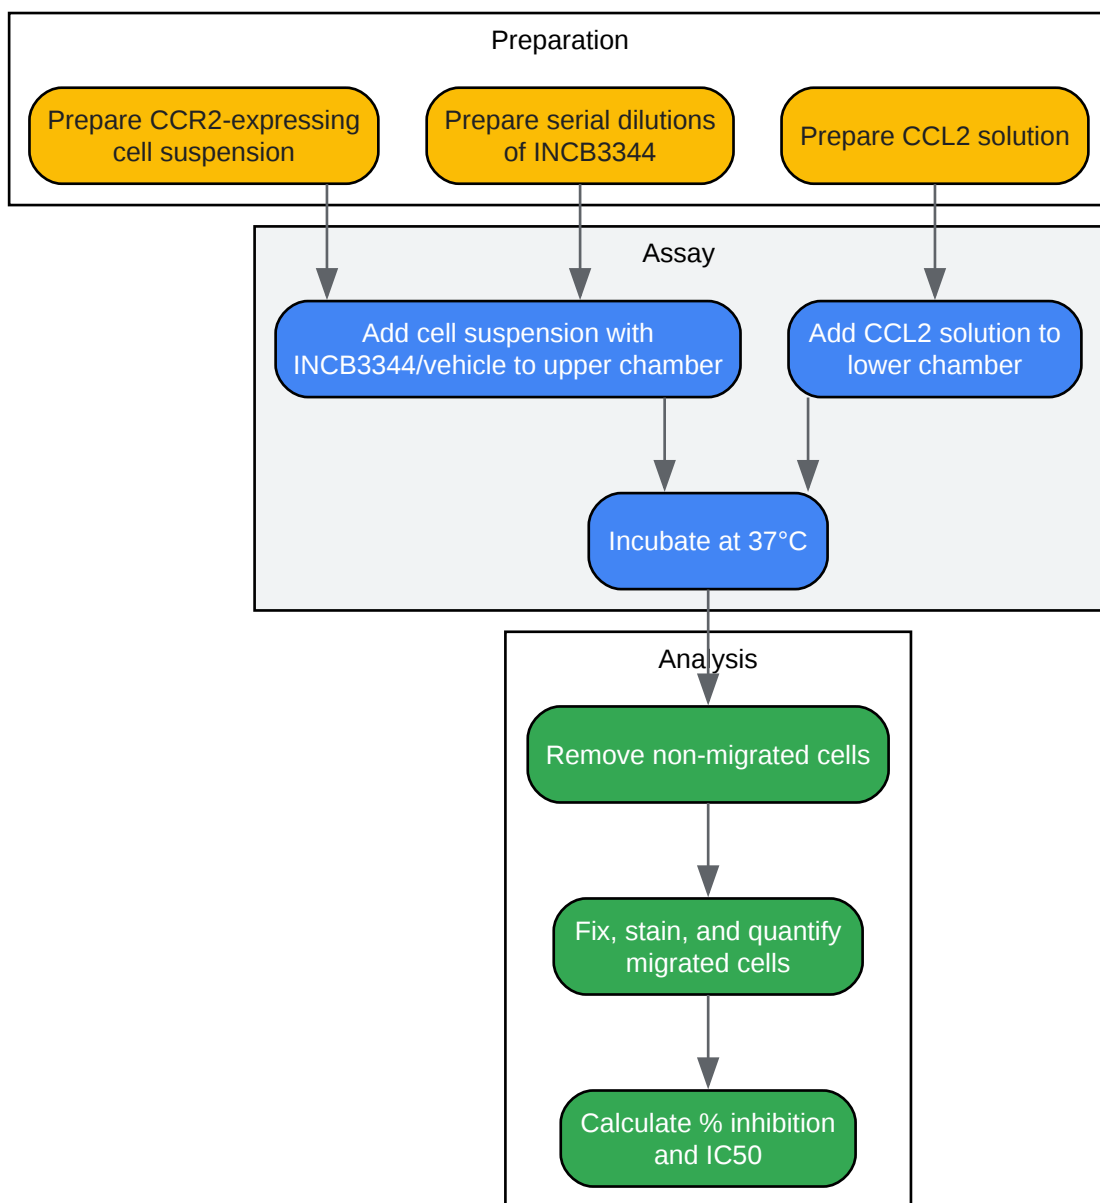 Preparation
Prepare CCR2-expressing
cell suspension
Prepare serial dilutions
of INCB3344
Prepare CCL2 solution
Assay
Add cell suspension with
INCB3344/vehicle to upper chamber
Add CCL2 solution to
lower chamber
Incubate at 37°C
Analysis
Remove non-migrated cells
Fix, stain, and quantify
migrated cells
Calculate % inhibition
and IC50